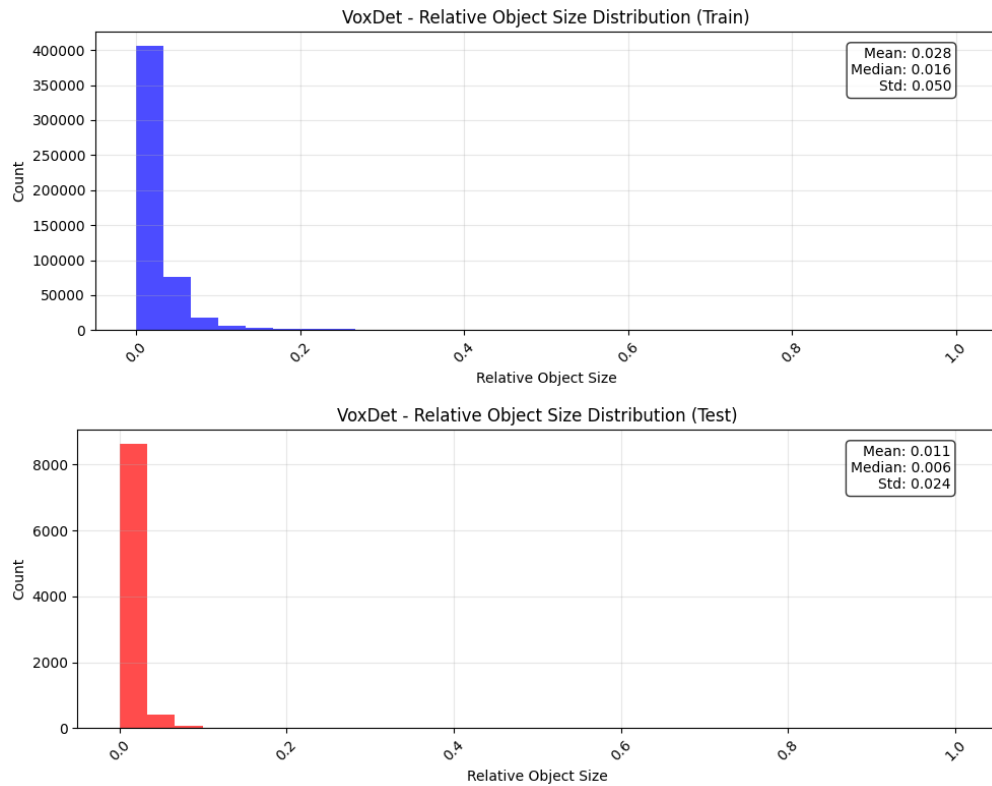 VoxDet - Relative Object Size Distribution (Train)
Mean: 0.028
Median: 0.016
Std: 0.050
Count
400000
350000
300000
250000
200000
150000
100000
50000
0
0.0 0.2 0.4 0.6 0.8 1.0
Relative Object Size
VoxDet - Relative Object Size Distribution (Test)
Mean: 0.011
Median: 0.006
Std: 0.024
Count
8000
6000
4000
2000
0
0.0 0.2 0.4 0.6 0.8 1.0
Relative Object Size